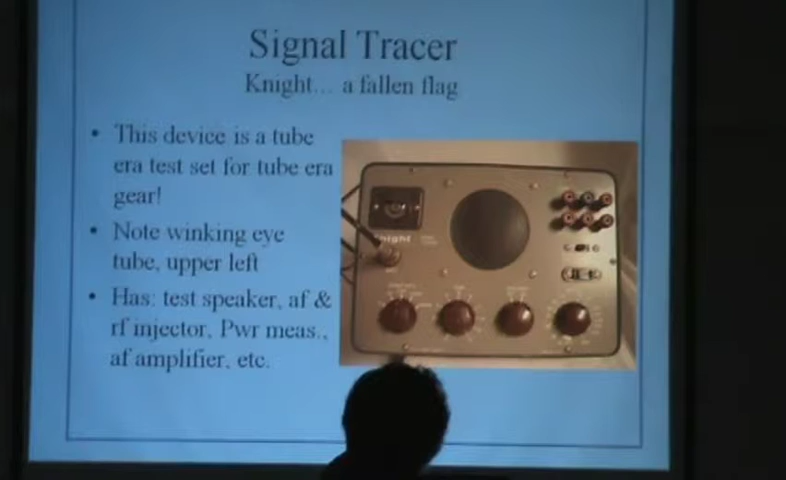 Signal Tracer
Knight... a fallen flag
• This device is a tube
era test set for tube era
gear!
• Note winking eye
tube, upper left
• Has: test speaker, af &
rf injector, Pwr meas.,
af amplifier, etc.
night